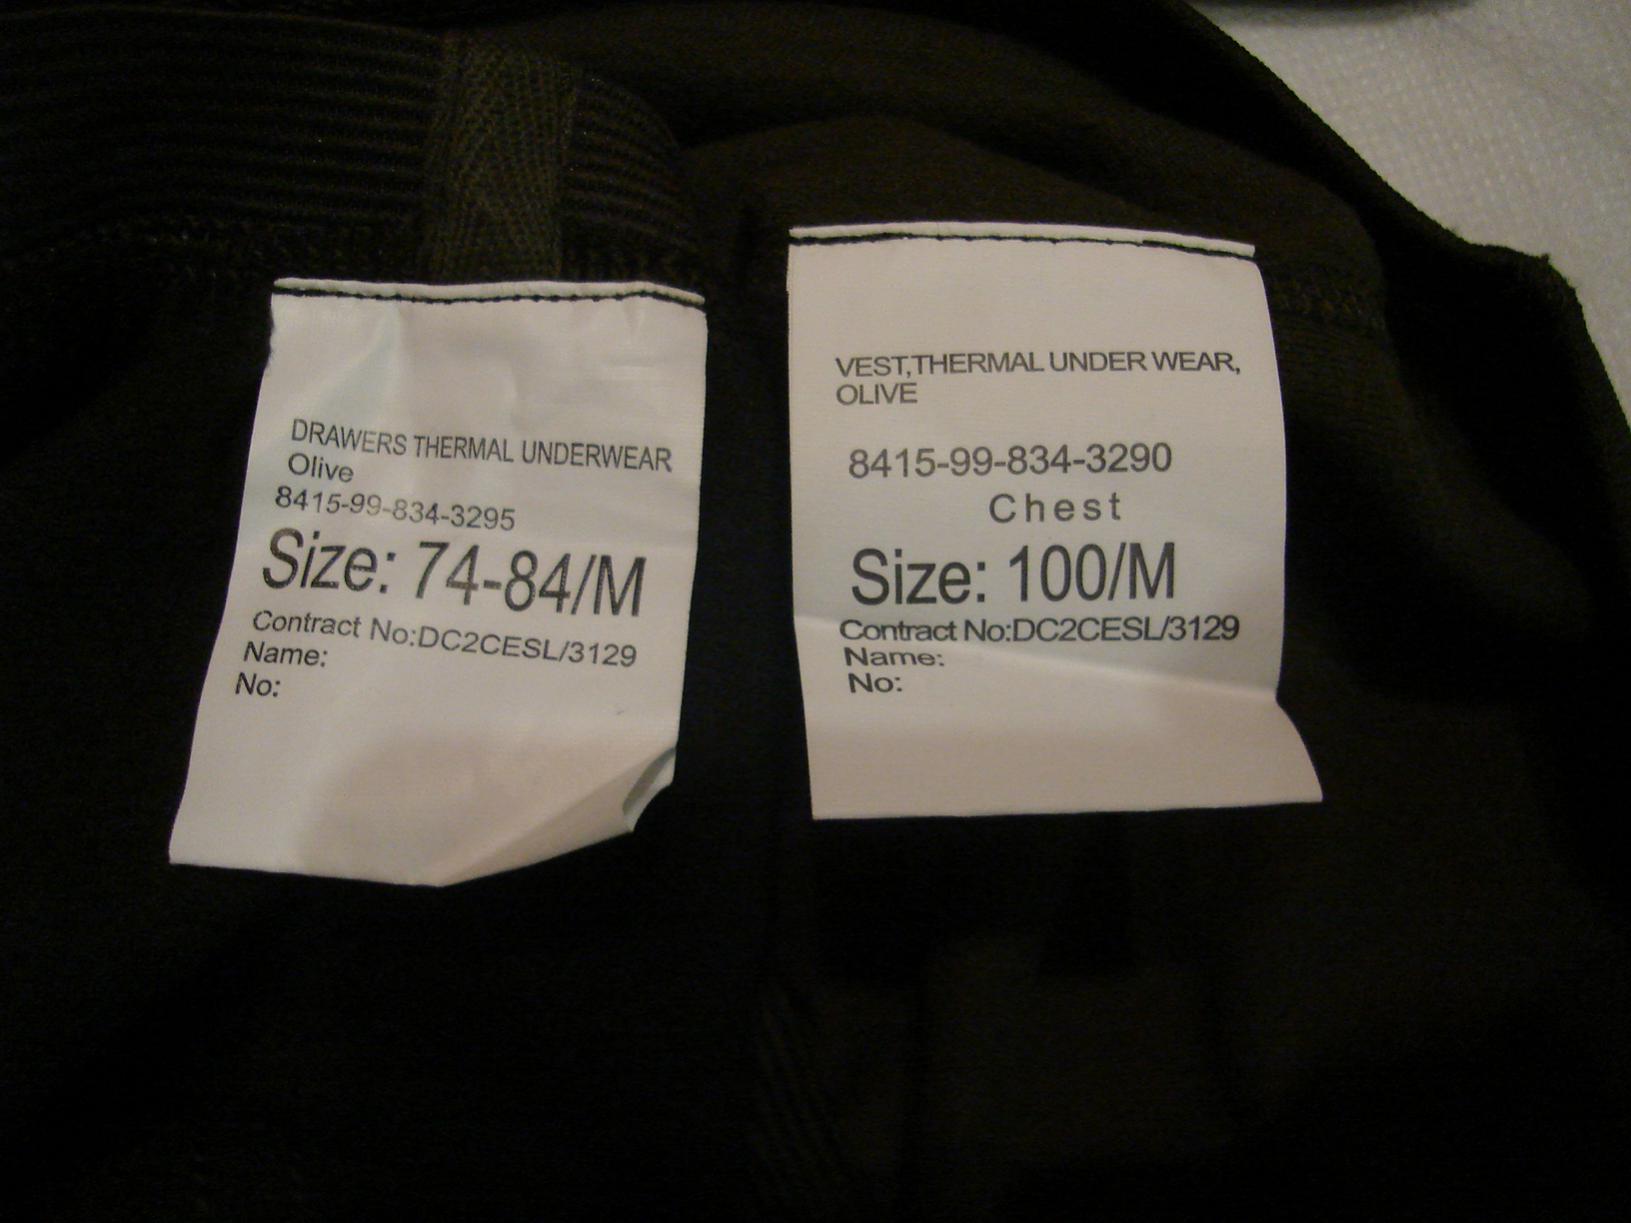 DRAWERS THERMAL UNDERWEAR
Olive
8415-99-834-3295
Size: 74-84/M
Contract No:DC2CESL/3129
Name:
No:
VEST,THERMAL UNDER WEAR,
OLIVE
8415-99-834-3290
Chest
Size: 100/M
Contract No:DC2CESL/3129
Name:
No: